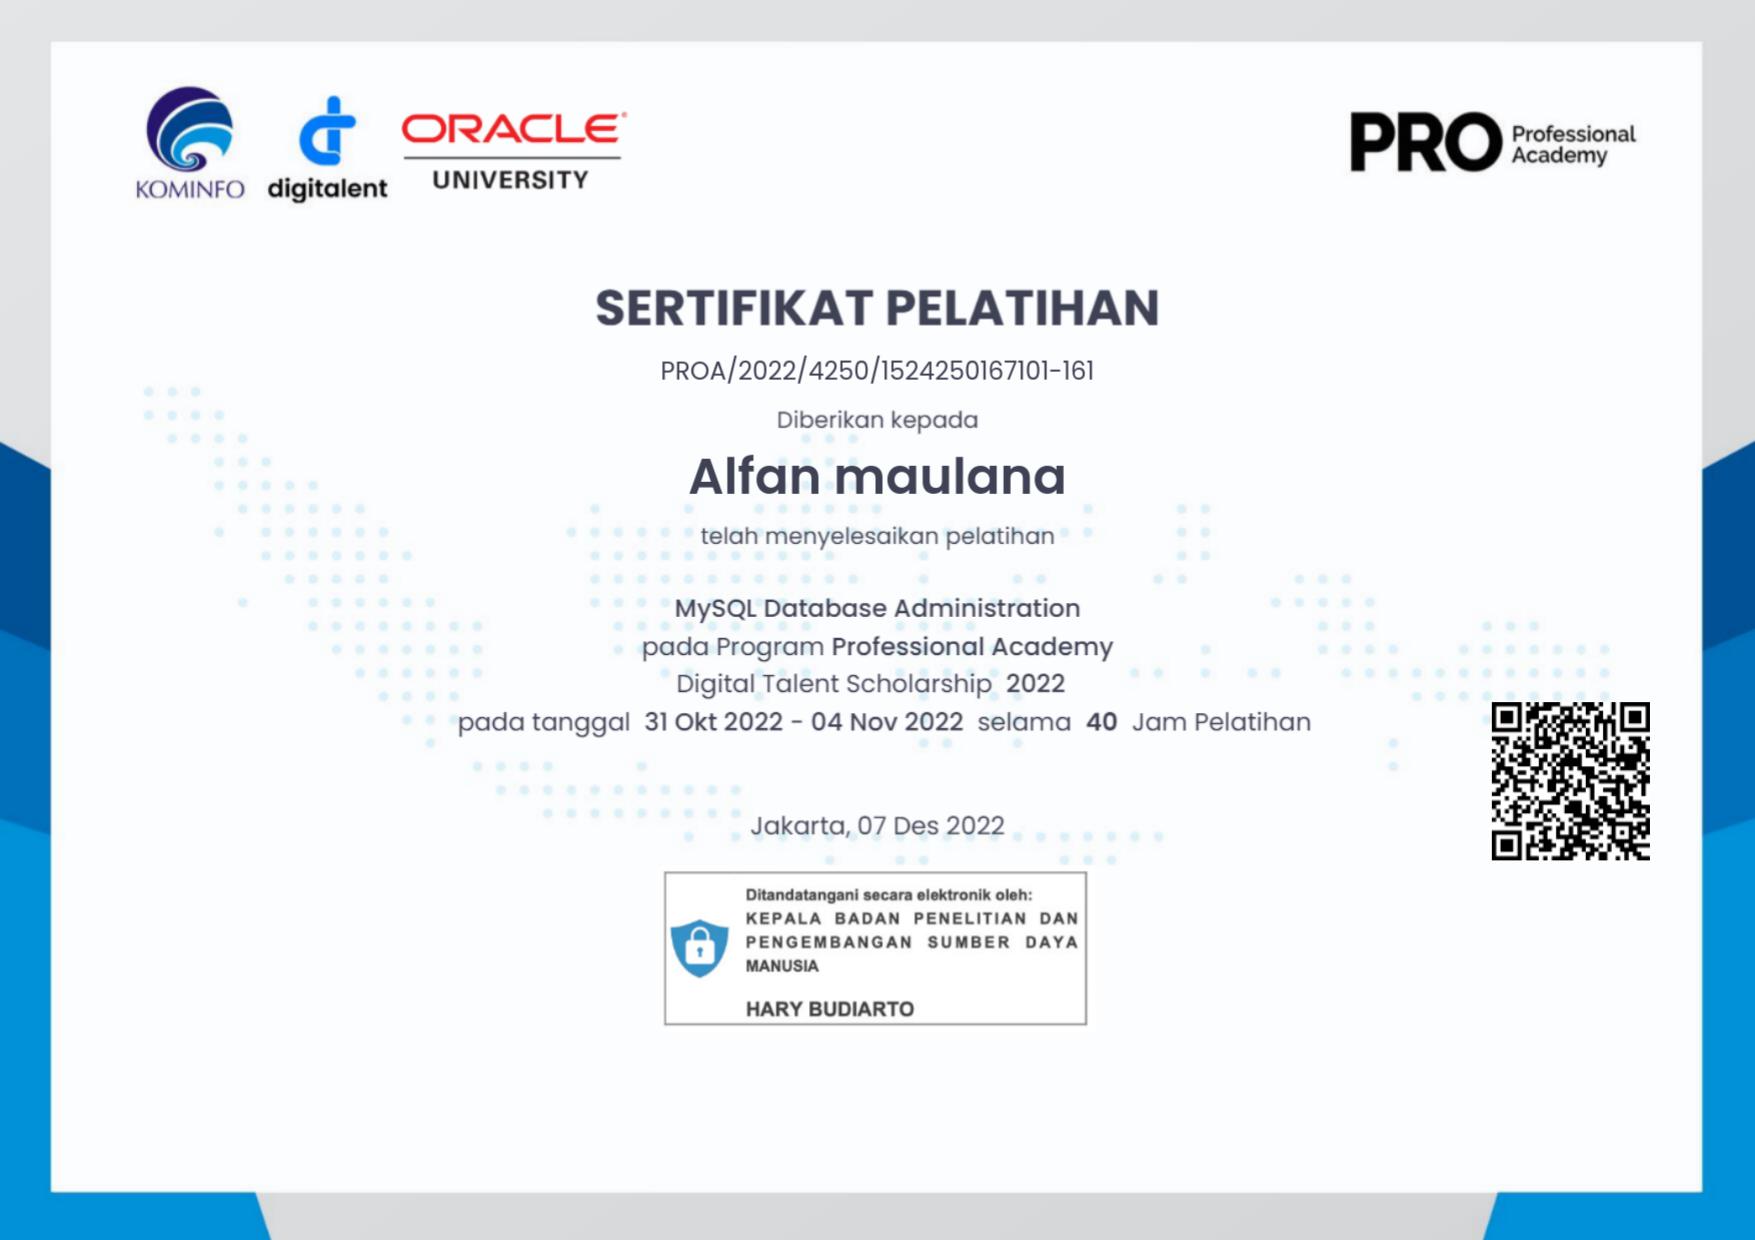 KOMINFO
digitalent
ORACLE
UNIVERSITY
PRO Professional
Academy
SERTIFIKAT PELATIHAN
PROA/2022/4250/1524250167101-161
Diberikan kepada
Alfan maulana
telah menyelesaikan pelatihan
MySQL Database Administration
pada Program Professional Academy
Digital Talent Scholarship 2022
pada tanggal 31 Okt 2022 - 04 Nov 2022 selama 40 Jam Pelatihan
Jakarta, 07 Des 2022
Ditandatangani secara elektronik oleh:
KEPALA BADAN PENELITIAN DAN
PENGEMBANGAN SUMBER DAYA
MANUSIA
HARY BUDIARTO